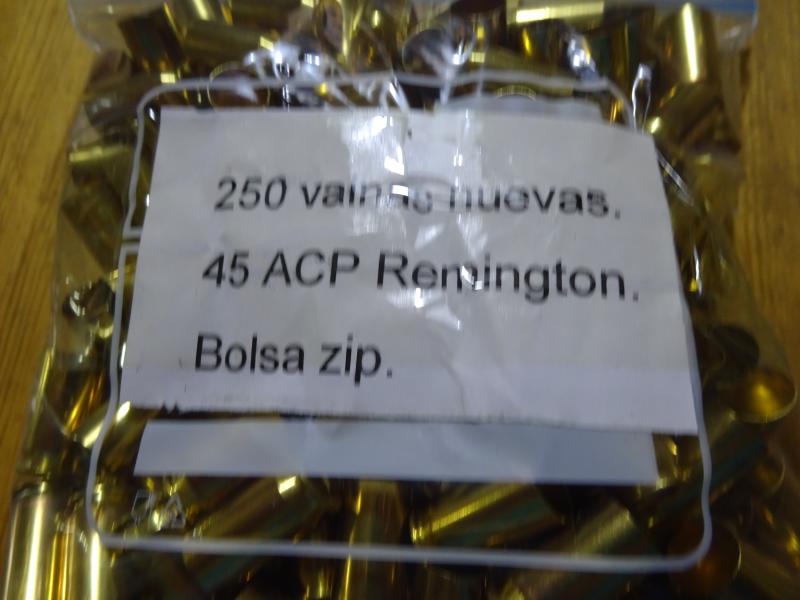 250 vainas nuevas.
45 ACP Remington.
Bolsa zip.